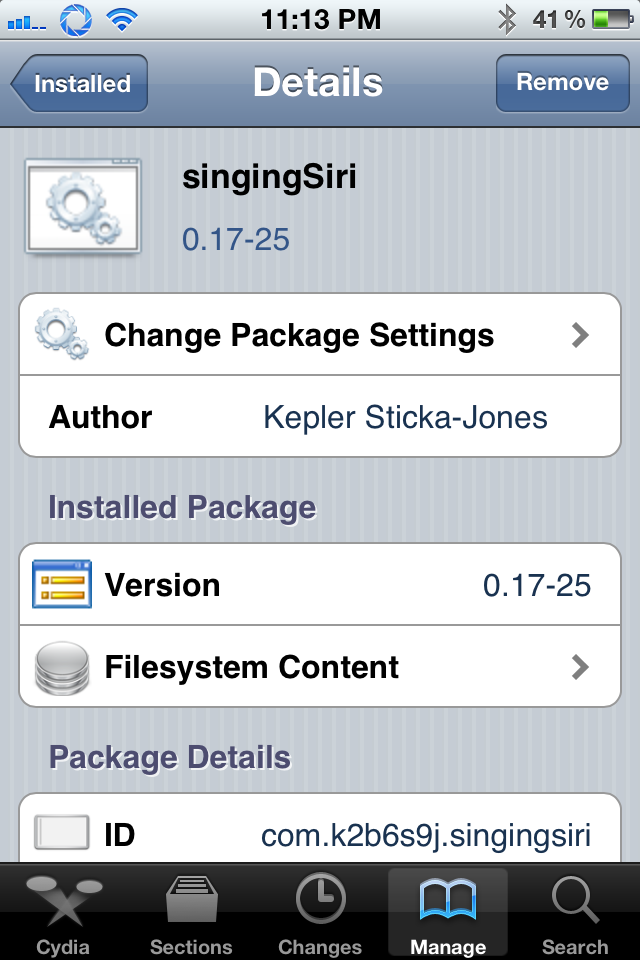 11:13 PM 41 %
Installed Details Remove
singingSiri
0.17-25
Change Package Settings
Author Kepler Sticka-Jones
Installed Package
Version 0.17-25
Filesystem Content
Package Details
ID com.k2b6s9j.singingsiri
Cydia Sections Changes Manage Search